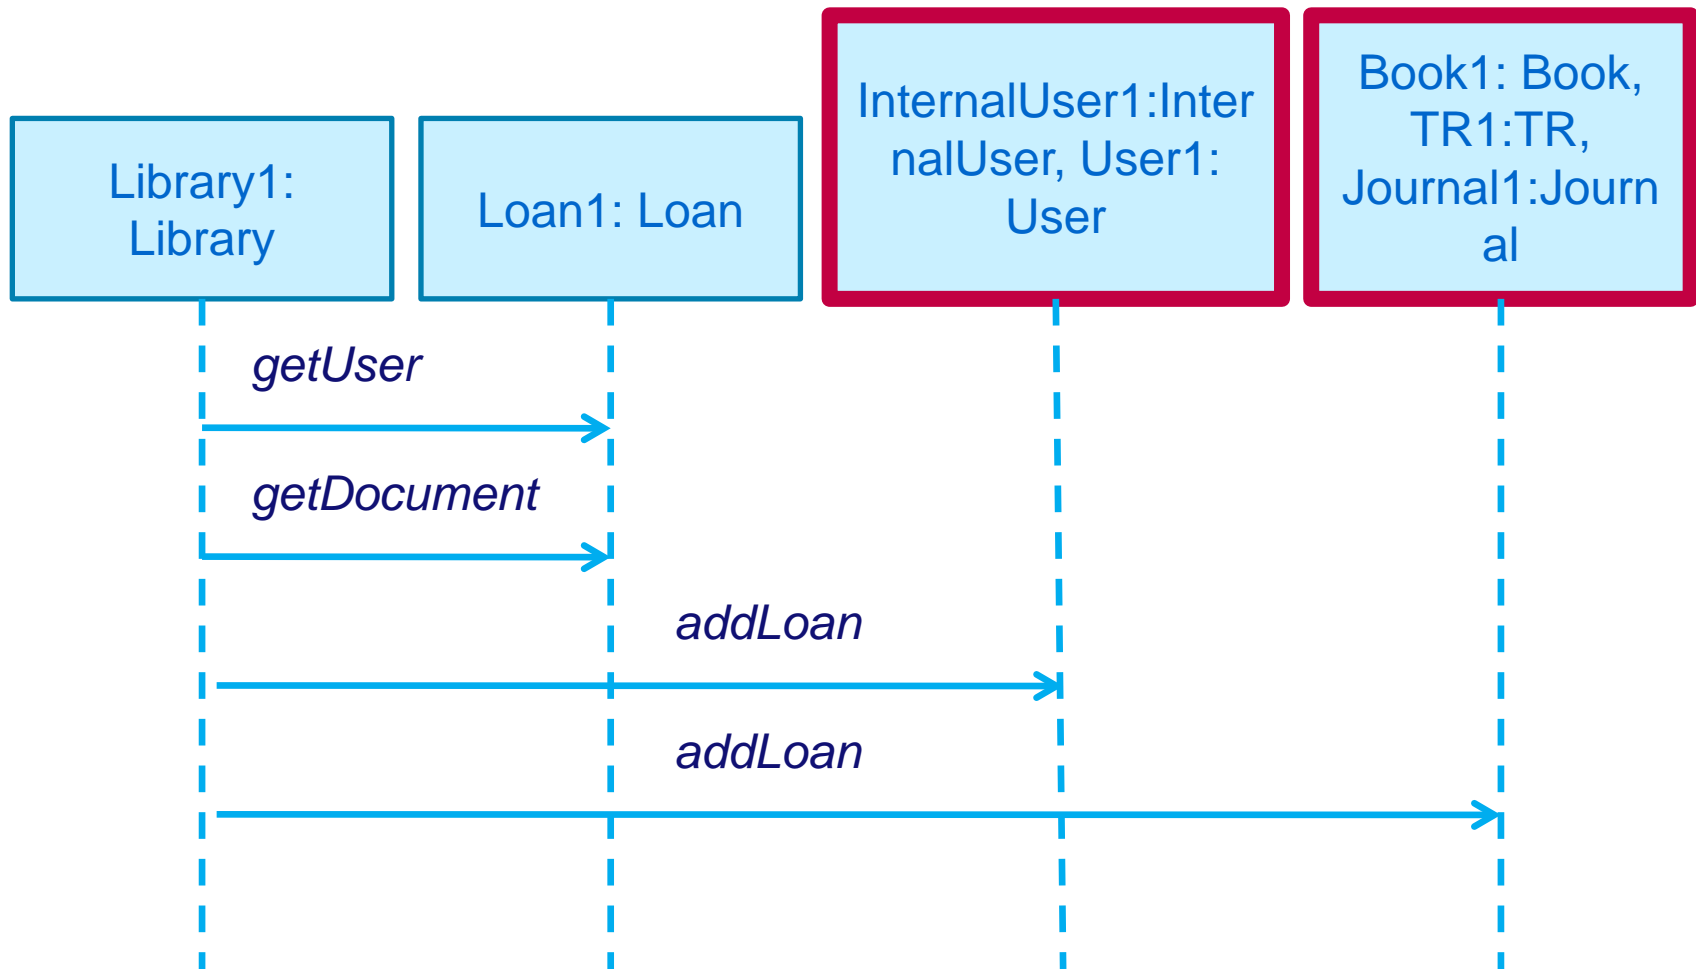 Library1:
Library
Loan1: Loan
InternalUser1:Inter
nalUser, User1:
User
Book1: Book,
TR1:TR,
Journal1:Journ
al
getUser
getDocument
addLoan
addLoan